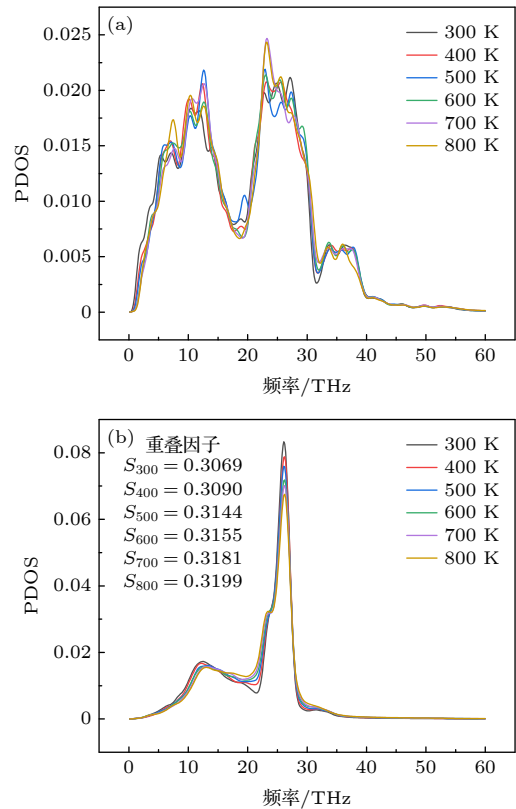 (a)
300 K
400 K
500 K
600 K
700 K
800 K
0.025
0.020
0.015
0.010
0.005
0
PDOS
0 10 20 30 40 50 60
频率/THz
(b)
重叠因子
S300 = 0.3069
S400 = 0.3090
S500 = 0.3144
S600 = 0.3155
S700 = 0.3181
S800 = 0.3199
300 K
400 K
500 K
600 K
700 K
800 K
0.08
0.06
0.04
0.02
0
PDOS
0 10 20 30 40 50 60
频率/THz